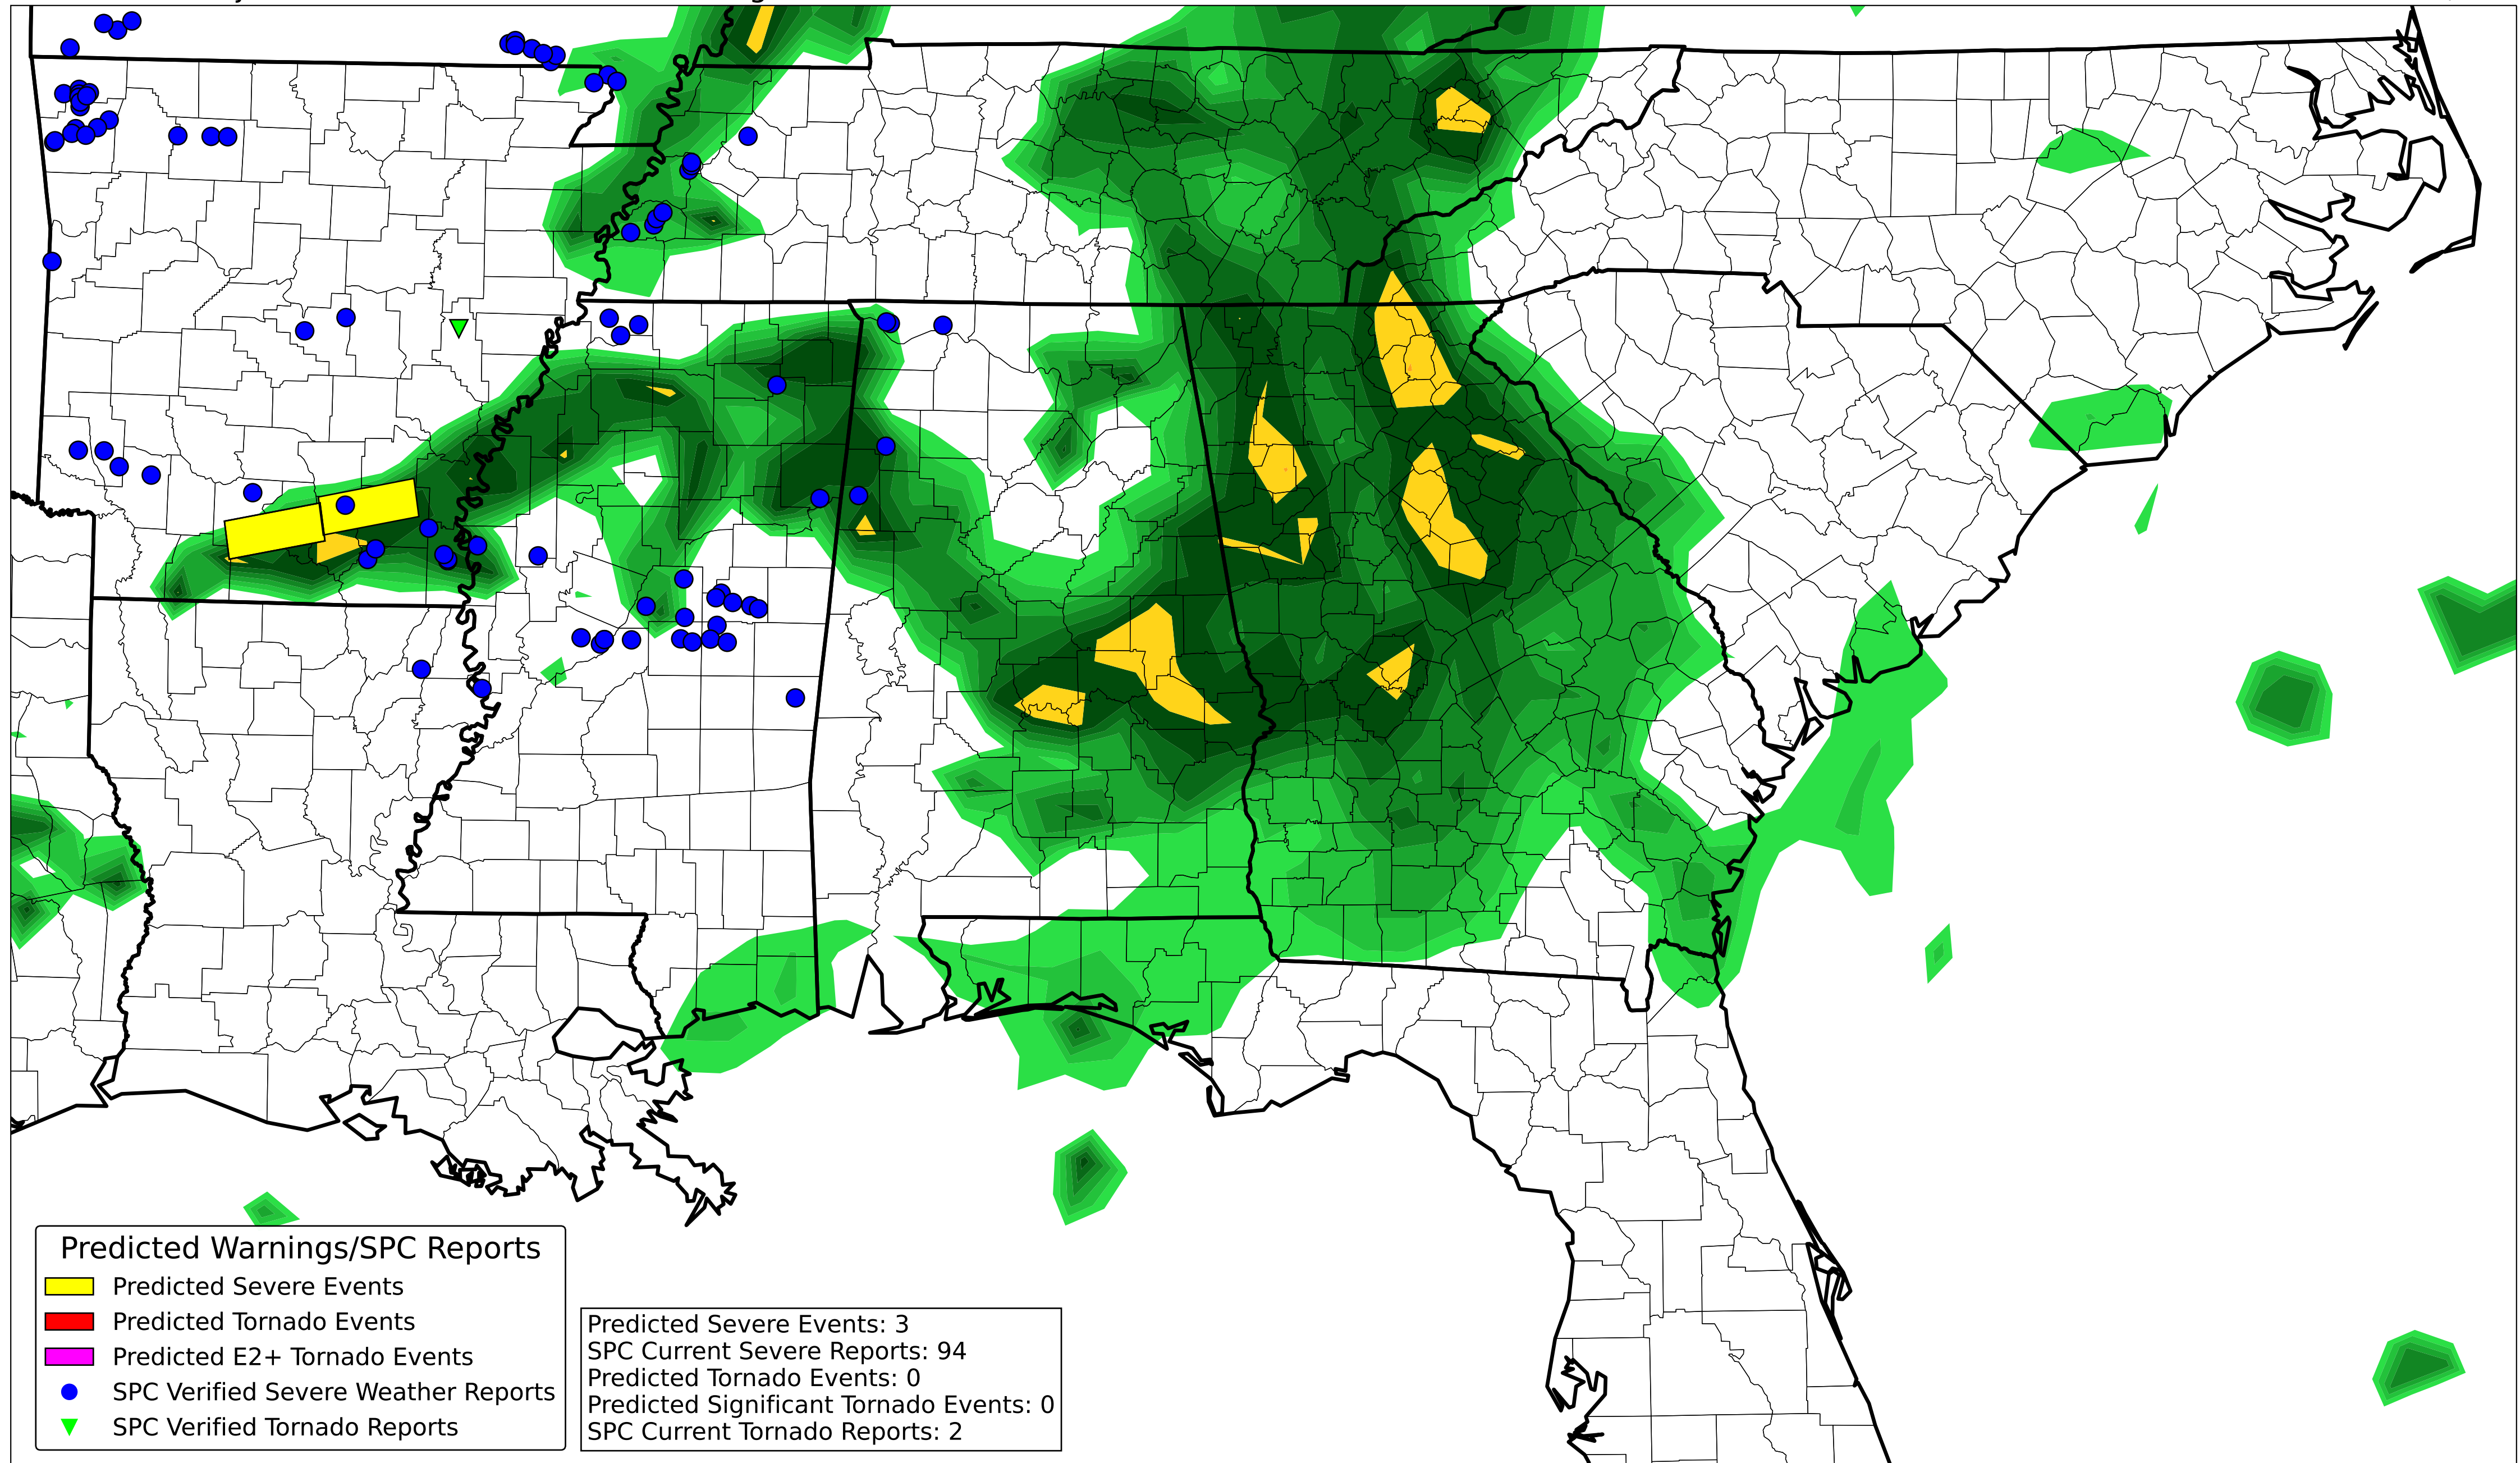 Predicted Warnings/SPC Reports
Predicted Severe Events
Predicted Tornado Events
Predicted E2+ Tornado Events
SPC Verified Severe Weather Reports
SPC Verified Tornado Reports
Predicted Severe Events: 3
SPC Current Severe Reports: 94
Predicted Tornado Events: 0
Predicted Significant Tornado Events: 0
SPC Current Tornado Reports: 2